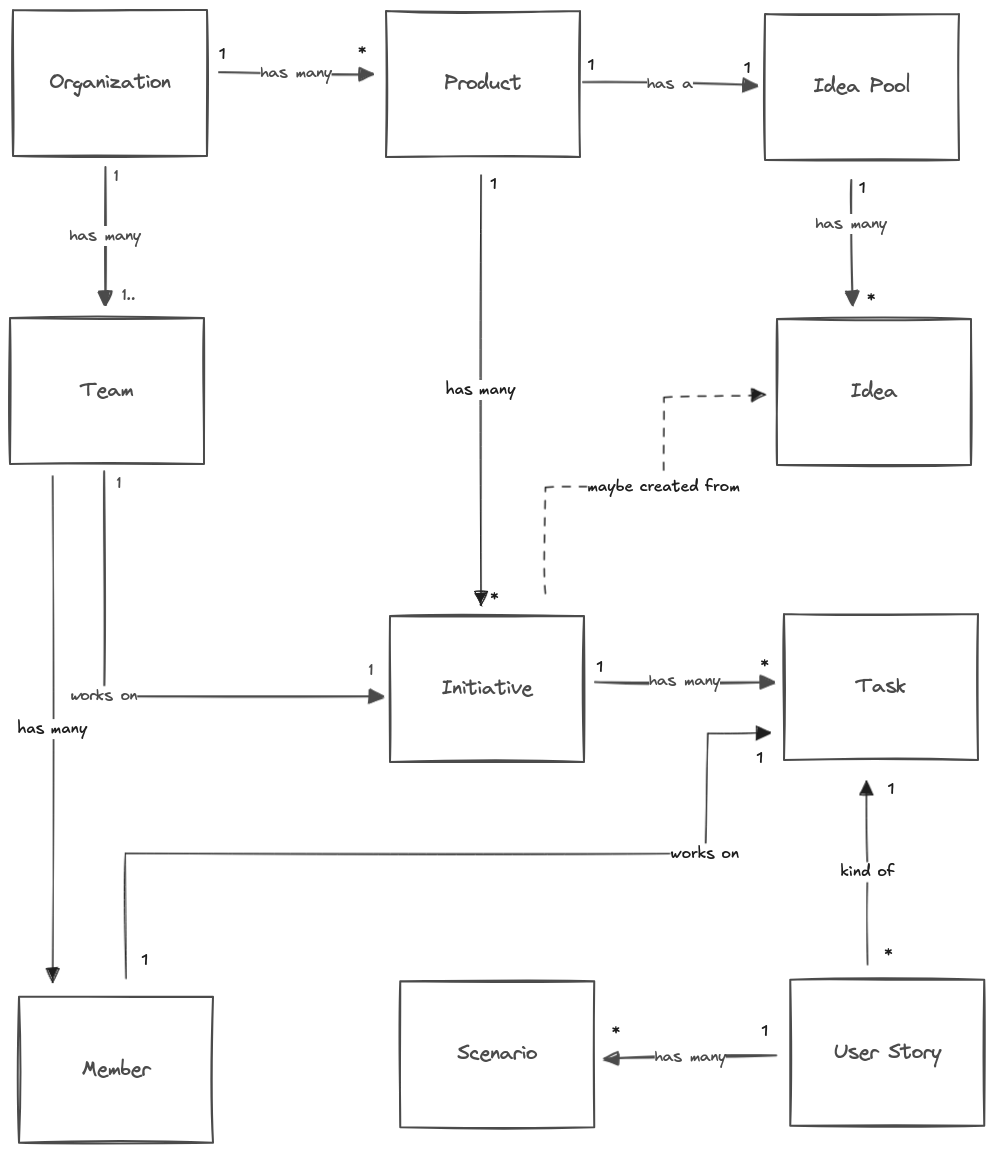 Organization
1
has many
*
Product
1
has a
1
Idea Pool
1
has many
1..
1
has many
*
1
has many
*
Team
Idea
maybe created from
1
works on
1
has many
Initiative
1
has many
*
Task
works on
1
1
1
kind of
*
Member
Scenario
*
has many
1
User Story